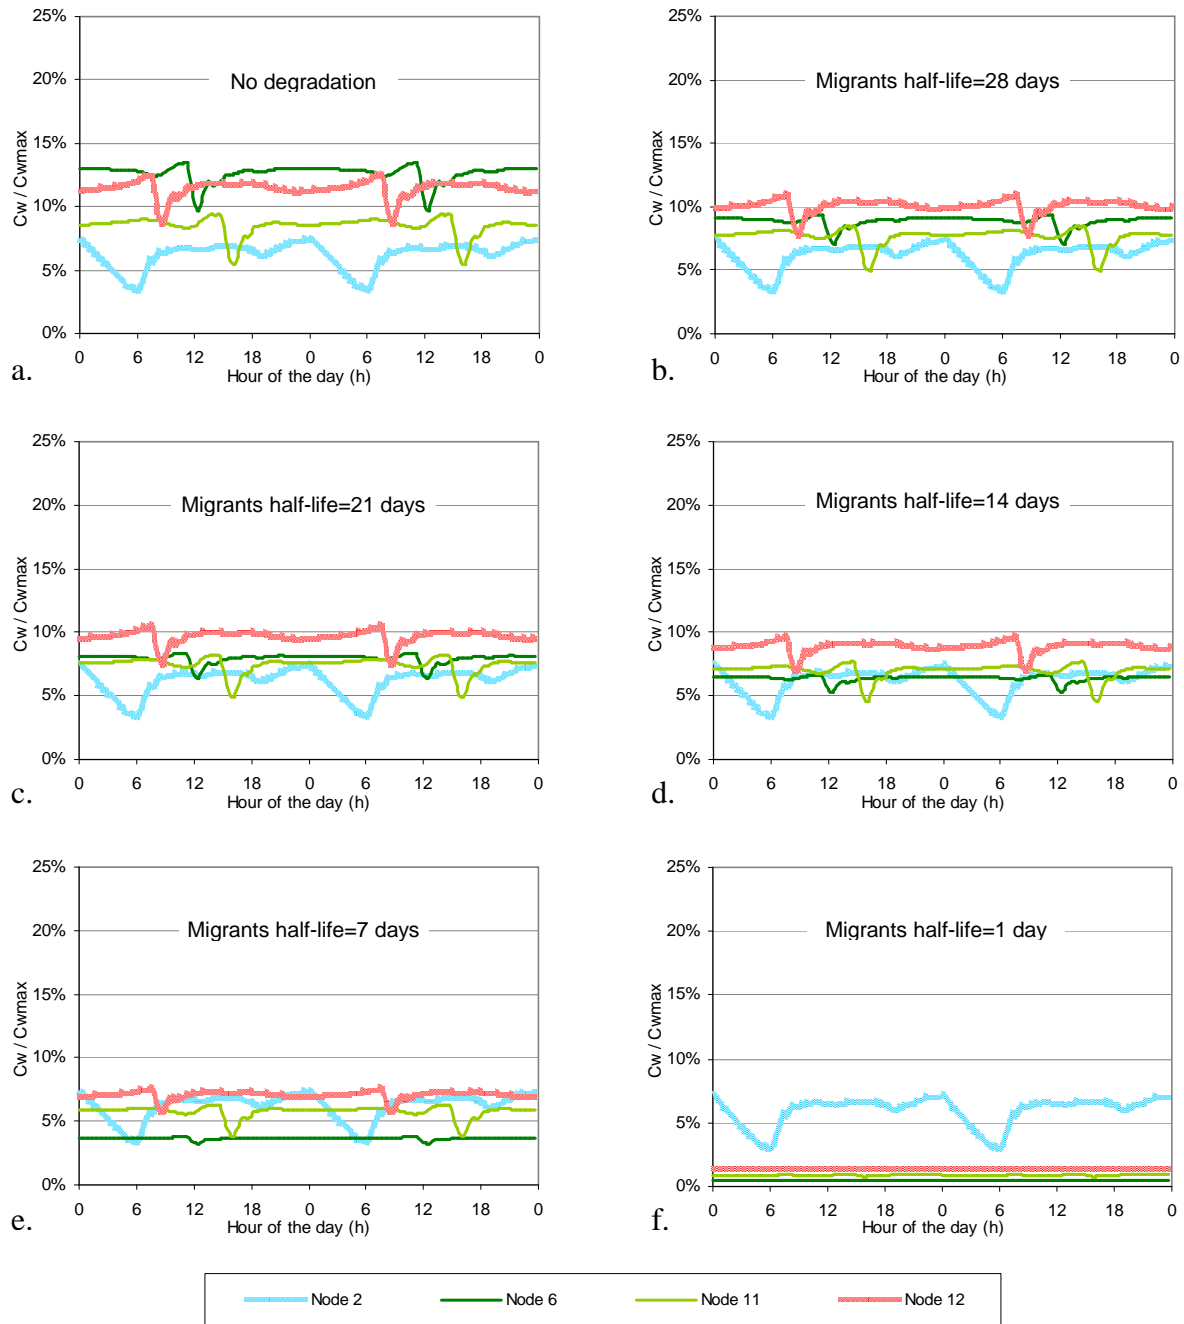 25%
20%
15%
10%
5%
0%
Cw / Cwmax
No degradation
0 6 12 18 0 6 12 18 0
Hour of the day (h)
a.
25%
20%
15%
10%
5%
0%
Cw / Cwmax
Migrants half-life=28 days
0 6 12 18 0 6 12 18 0
Hour of the day (h)
b.
25%
20%
15%
10%
5%
0%
Cw / Cwmax
Migrants half-life=21 days
0 6 12 18 0 6 12 18 0
Hour of the day (h)
c.
25%
20%
15%
10%
5%
0%
Cw / Cwmax
Migrants half-life=14 days
0 6 12 18 0 6 12 18 0
Hour of the day (h)
d.
25%
20%
15%
10%
5%
0%
Cw / Cwmax
Migrants half-life=7 days
0 6 12 18 0 6 12 18 0
Hour of the day (h)
e.
25%
20%
15%
10%
5%
0%
Cw / Cwmax
Migrants half-life=1 day
0 6 12 18 0 6 12 18 0
Hour of the day (h)
f.
Node 2 Node 6 Node 11 Node 12